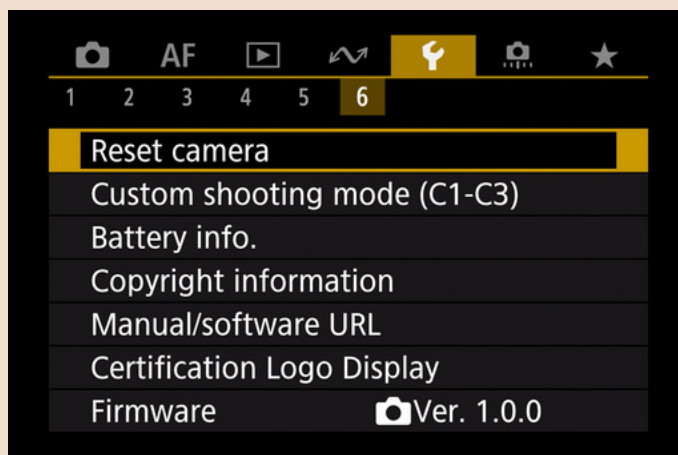 AF
1 2 3 4 5 6
Reset camera
Custom shooting mode (C1-C3)
Battery info.
Copyright information
Manual/software URL
Certification Logo Display
Firmware Ver. 1.0.0